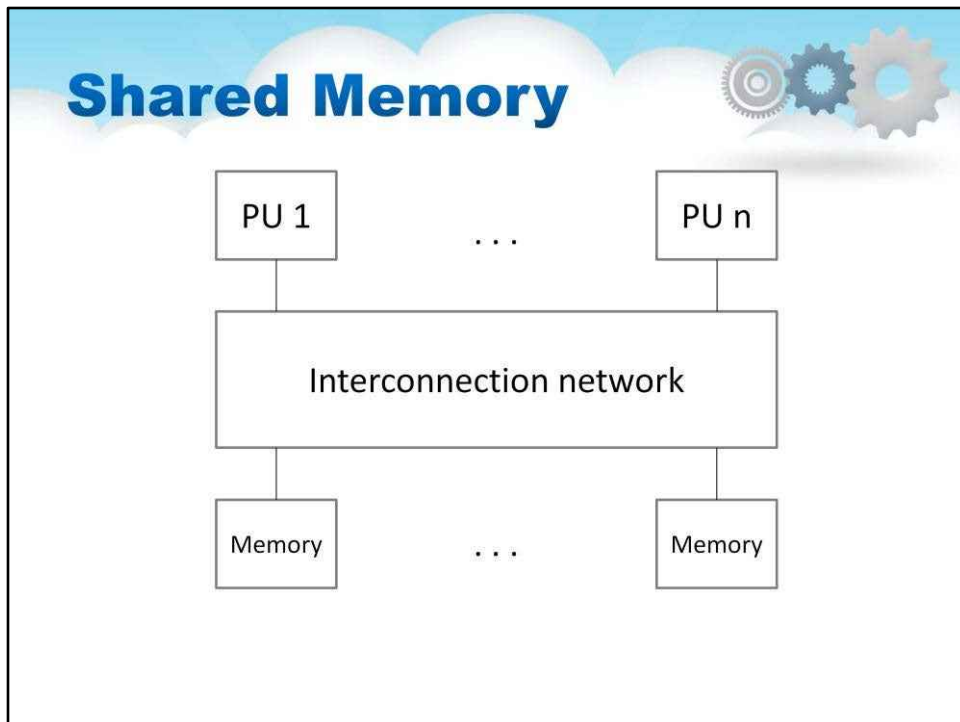 Shared Memory
PU 1
. . .
PU n
Interconnection network
Memory
. . .
Memory